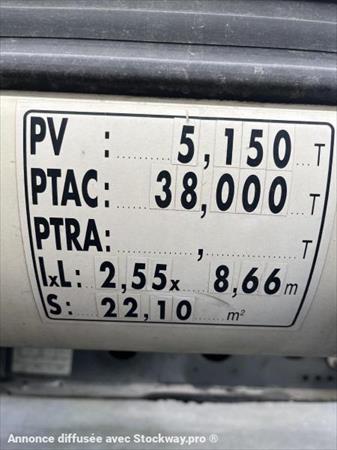 PV : 5,150 T
PTAC: 38,000 T
PTRA: , T
IxL: 2,55x 8,66m
S: 22,10 m²
Annonce diffusée avec Stockway.pro ®